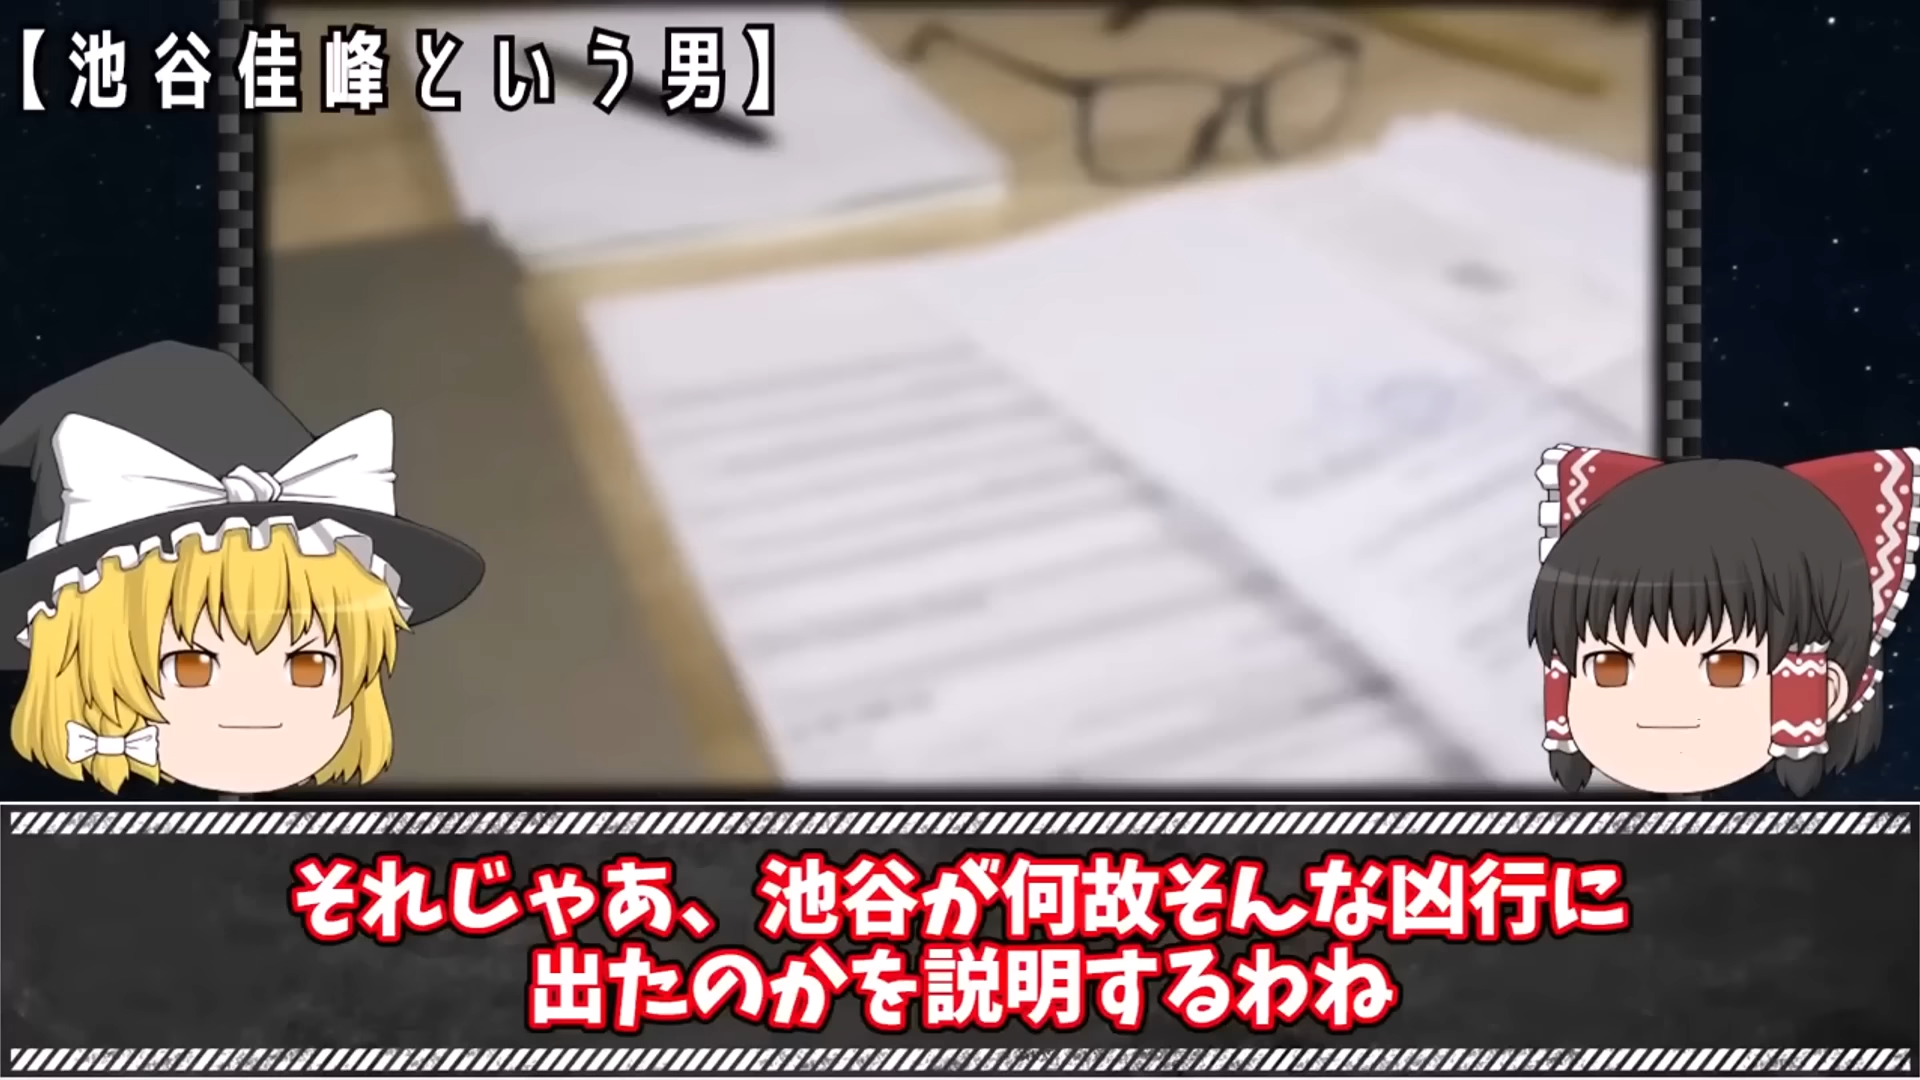 【池谷佳峰という男】
それじゃあ、池谷が何故そんな凶行に
出たのかを説明するわね